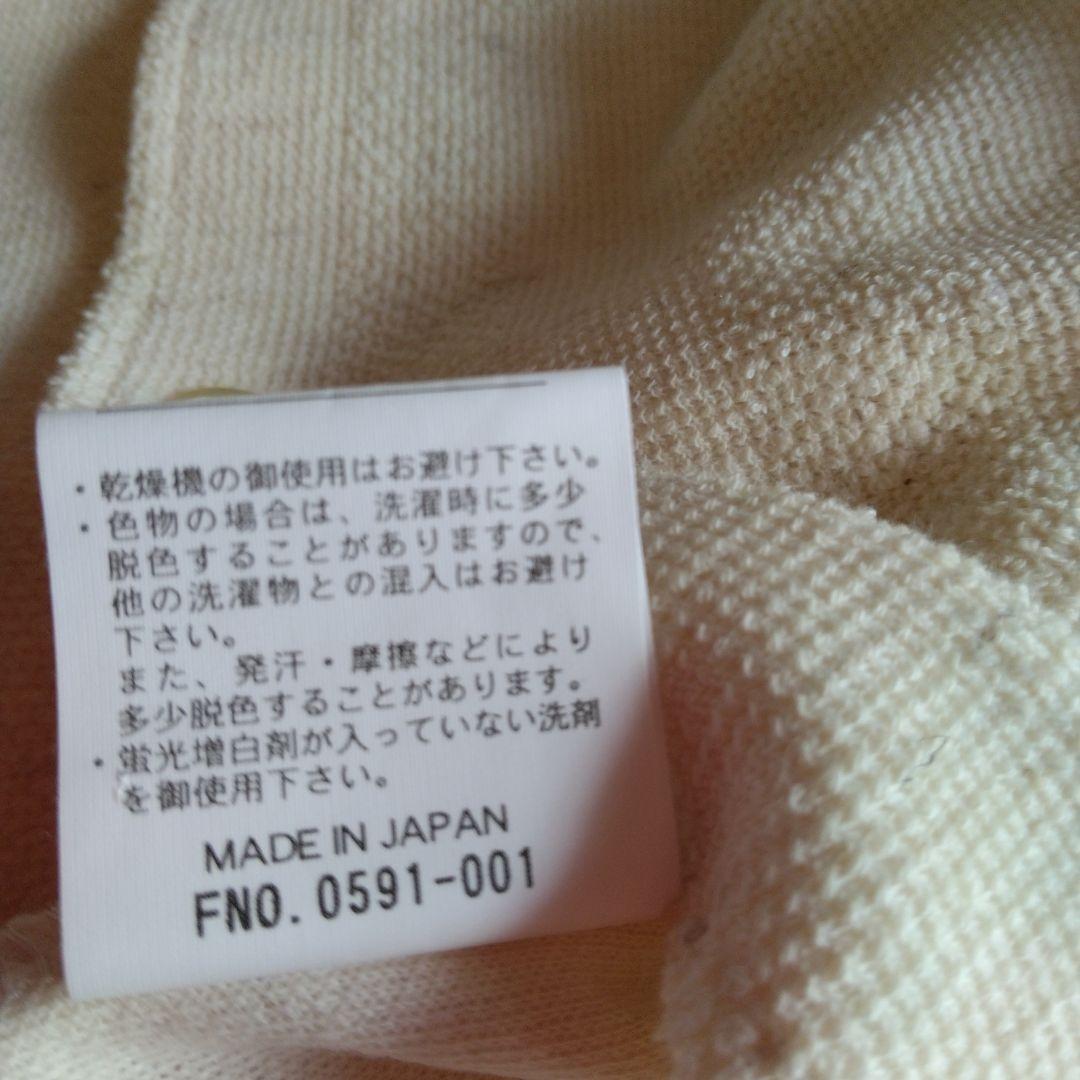 ・乾燥機の御使用はお避け下さい。
・色物の場合は、洗濯時に多少
脱色することがありますので、
他の洗濯物との混入はお避け
下さい。
また、発汗・摩擦などにより
多少脱色することがあります。
・蛍光増白剤が入っていない洗剤
を御使用下さい。
MADE IN JAPAN
FNO. 0591-001